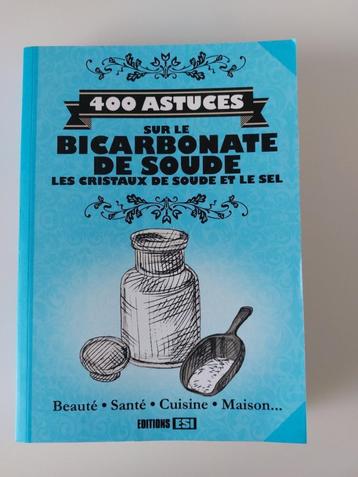 400 ASTUCES
SUR LE
BICARBONATE
DE SOUDE
LES CRISTAUX DE SOUDE ET LE SEL
Beauté • Santé • Cuisine • Maison...
EDITIONS ESI